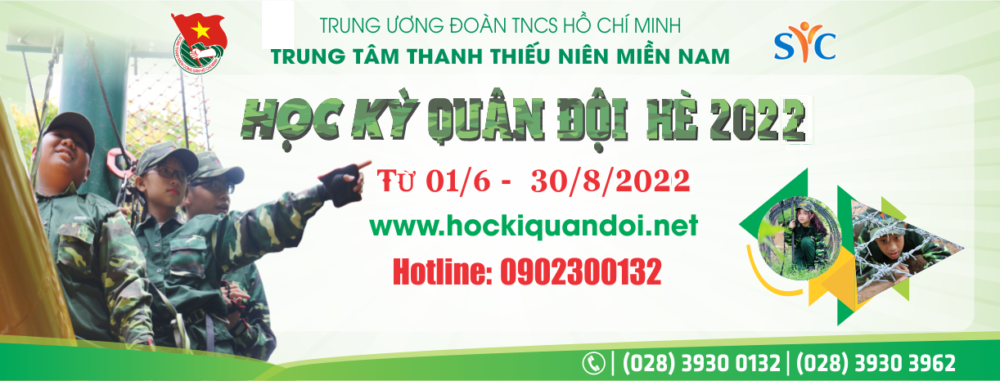 TRUNG ƯƠNG ĐOÀN TNCS HỒ CHÍ MINH
TRUNG TÂM THANH THIẾU NIÊN MIỀN NAM
SYC
HỌC KỲ QUÂN ĐỘI HÈ 2022
TỪ 01/6 - 30/8/2022
www.hockiquandoi.net
Hotline: 0902300132
(028) 3930 0132 | (028) 3930 3962